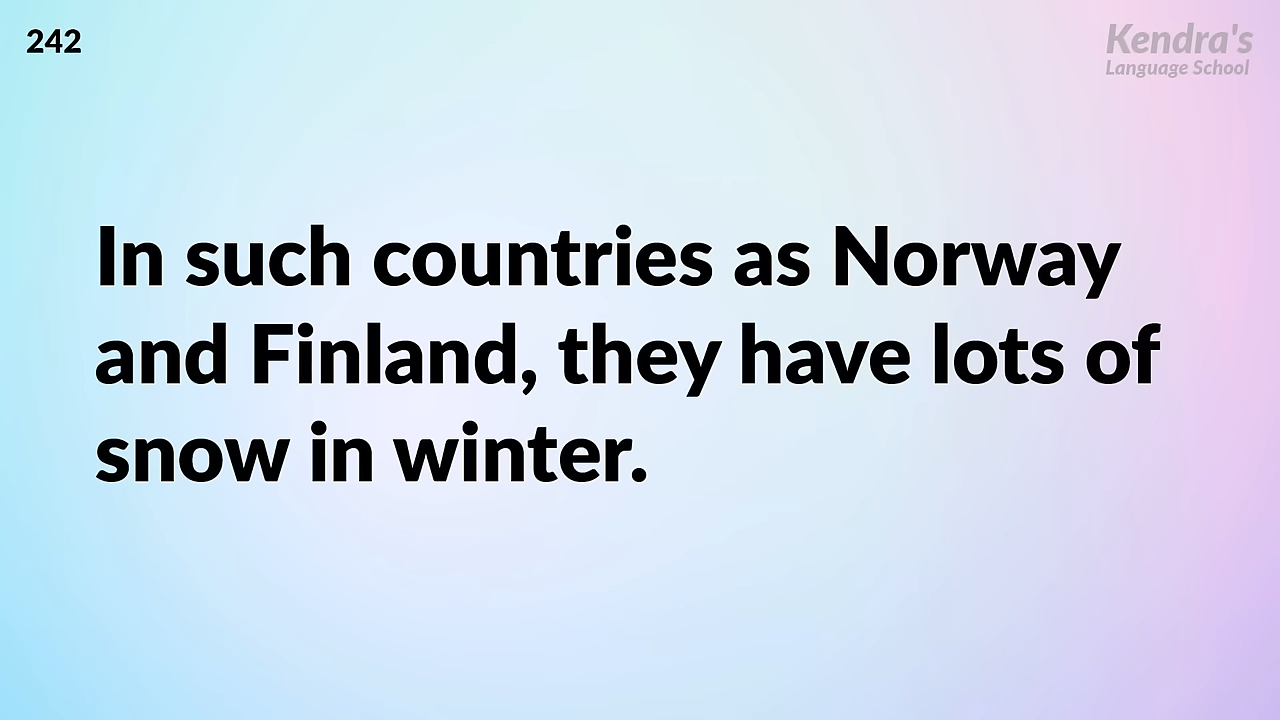 242
Kendra's
Language School
In such countries as Norway
and Finland, they have lots of
snow in winter.